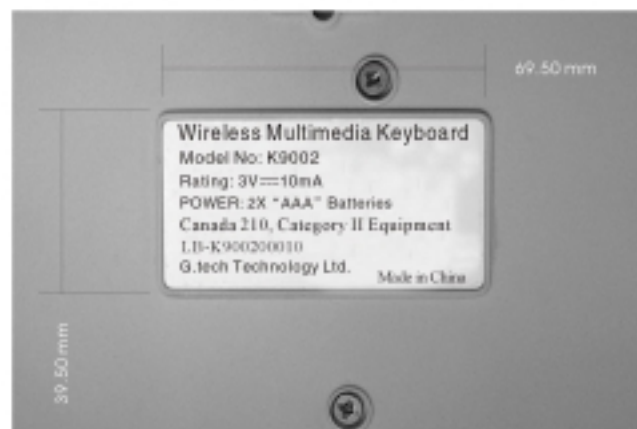 69.50 mm
Wireless Multimedia Keyboard
Model No: K9002
Rating: 3V⎓10mA
POWER: 2X "AAA" Batteries
Canada 210, Category II Equipment
LB-K900200010
G.tech Technology Ltd.
Made in China
39.50 mm